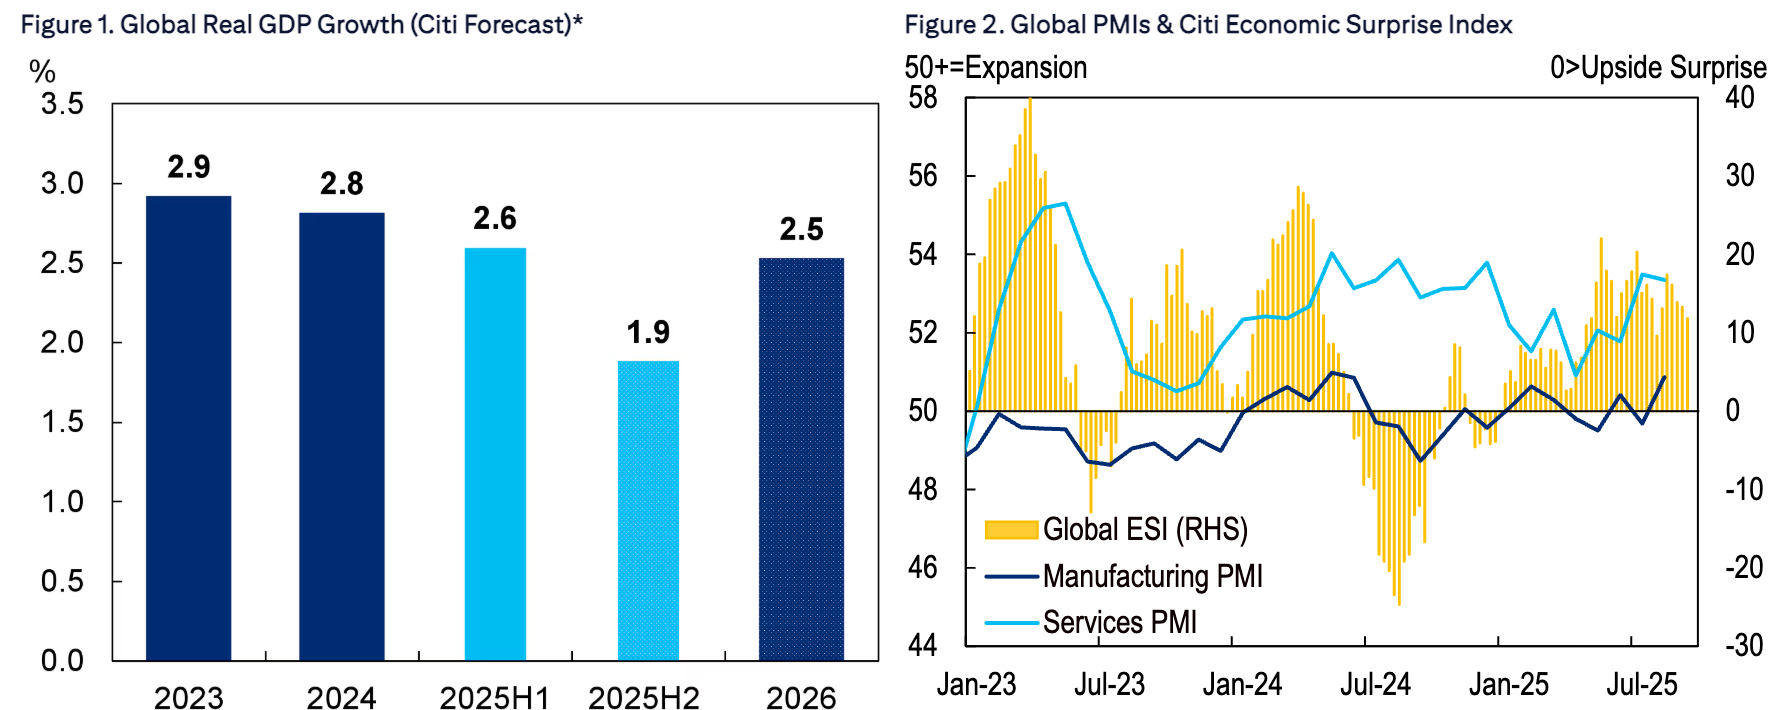 Figure 1. Global Real GDP Growth (Citi Forecast)*
%
3.5
3.0
2.5
2.0
1.5
1.0
0.5
0.0
2.9
2.8
2.6
1.9
2.5
2023
2024
2025H1
2025H2
2026
Figure 2. Global PMIs & Citi Economic Surprise Index
50+=Expansion
0>Upside Surprise
58
56
54
52
50
48
46
44
40
30
20
10
0
-10
-20
-30
Global ESI (RHS)
Manufacturing PMI
Services PMI
Jan-23
Jul-23
Jan-24
Jul-24
Jan-25
Jul-25